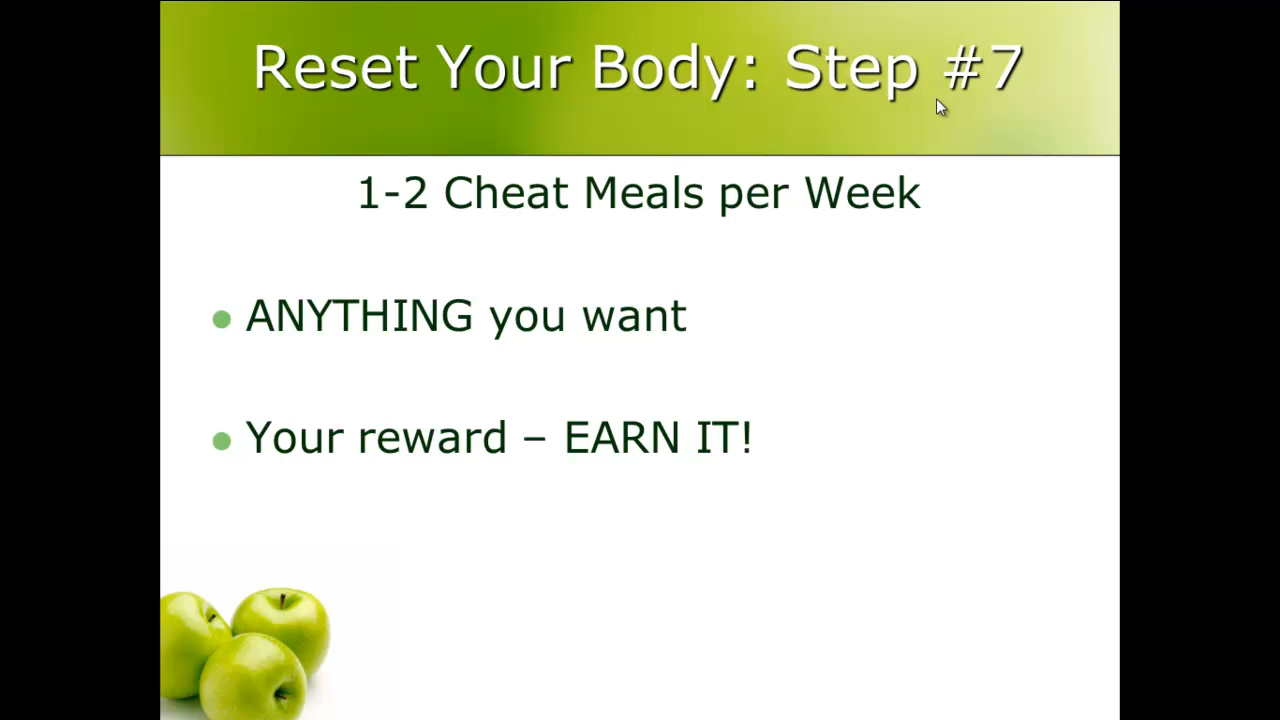 Reset Your Body: Step #7
1-2 Cheat Meals per Week
ANYTHING you want
Your reward – EARN IT!